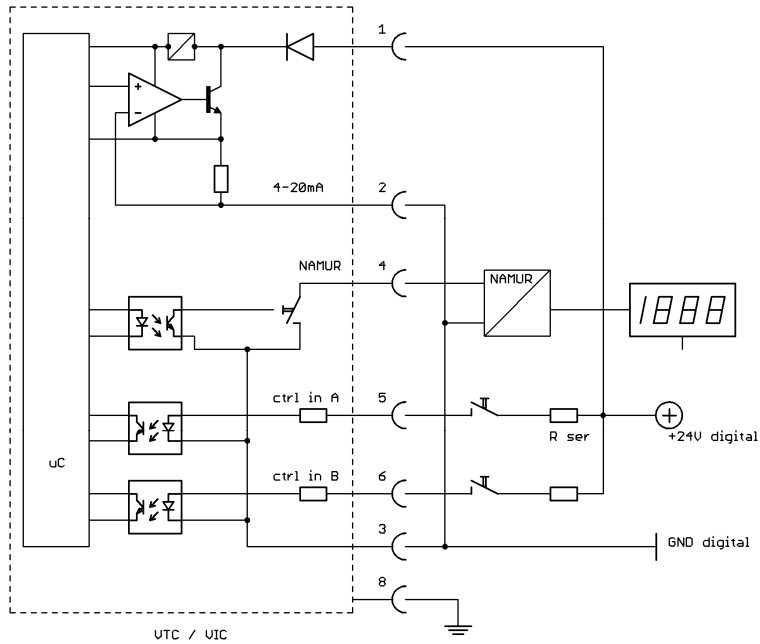 1
+
-
4-20mA
2
NAMUR
4
NAMUR
1888
ctrl in A
5
R ser
+
+24V digital
uC
ctrl in B
6
3
GND digital
8
VTC / VIC